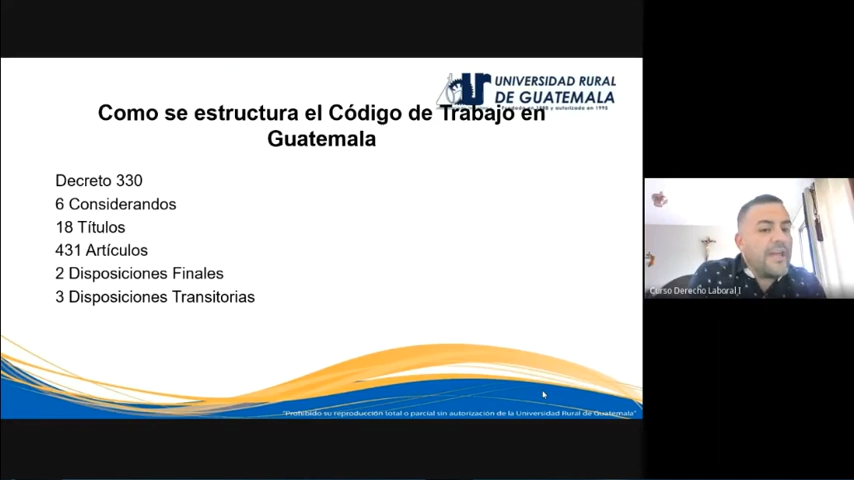 UNIVERSIDAD RURAL
DE GUATEMALA
Como se estructura el Código de Trabajo en
Guatemala
Decreto 330
6 Considerandos
18 Títulos
431 Artículos
2 Disposiciones Finales
3 Disposiciones Transitorias
Curso Derecho Laboral I
"Prohibido su reproducción total o parcial sin autorización de la Universidad Rural de Guatemala"